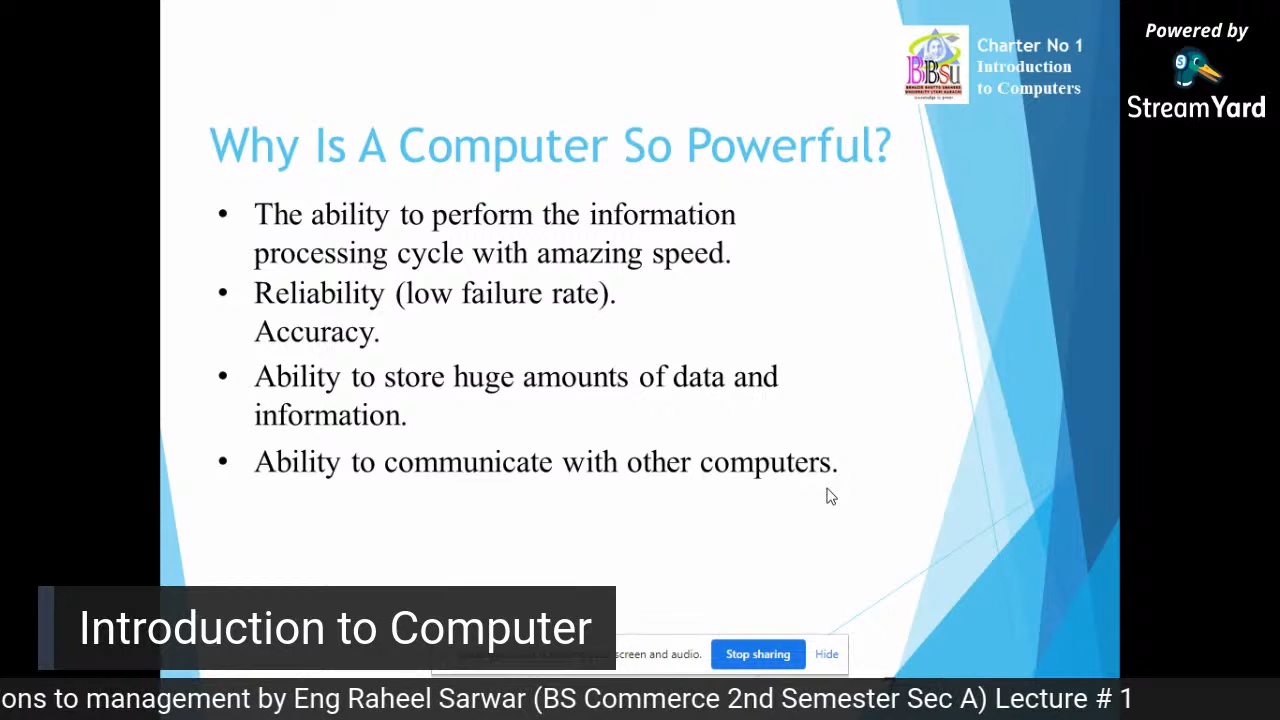 Powered by
StreamYard
Charter No 1
Introduction
to Computers
BBSU
Why Is A Computer So Powerful?
• The ability to perform the information
processing cycle with amazing speed.
• Reliability (low failure rate).
Accuracy.
• Ability to store huge amounts of data and
information.
• Ability to communicate with other computers.
Introduction to Computer
screen and audio.
Stop sharing
Hide
ons to management by Eng Raheel Sarwar (BS Commerce 2nd Semester Sec A) Lecture # 1